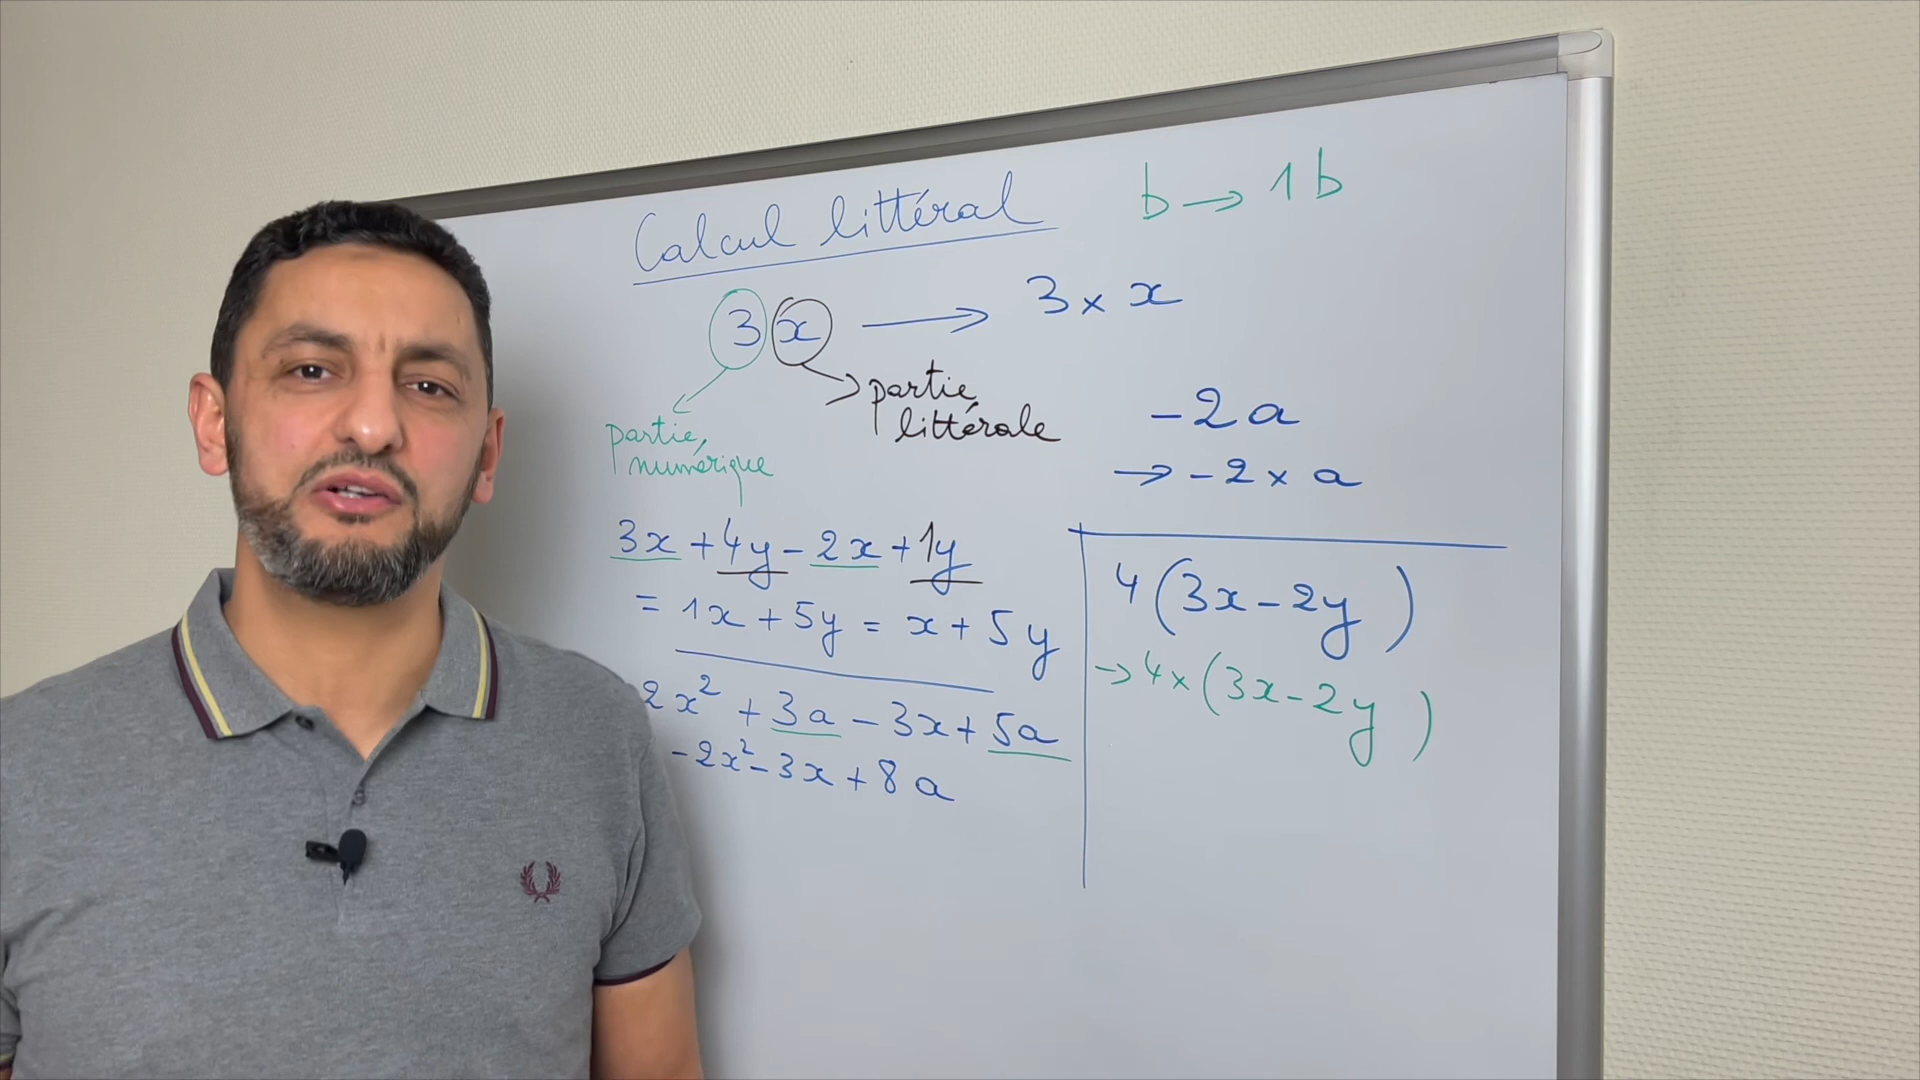 Calcul littéral
b → 1b
3x → 3 × x
partie numérique
partie littérale
-2a
→ -2 × a
3x + 4y - 2x + 1y
= 1x + 5y = x + 5y
2x² + 3a - 3x + 5a
-2x² - 3x + 8a
4(3x - 2y)
→ 4 × (3x - 2y)